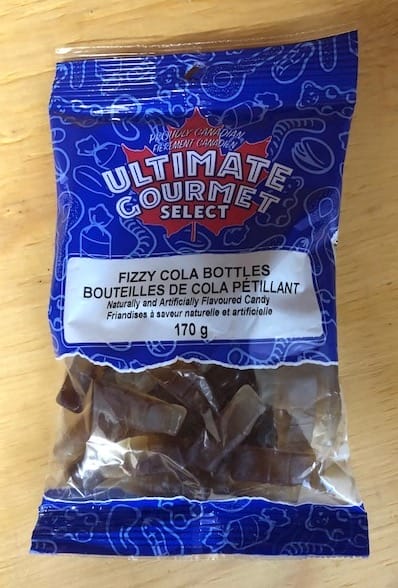 PROUDLY CANADIAN
FIÈREMENT CANADIEN
ULTIMATE
GOURMET
SELECT
FIZZY COLA BOTTLES
BOUTEILLES DE COLA PÉTILLANT
Naturally and Artificially Flavoured Candy
Friandises à saveur naturelle et artificielle
170 g